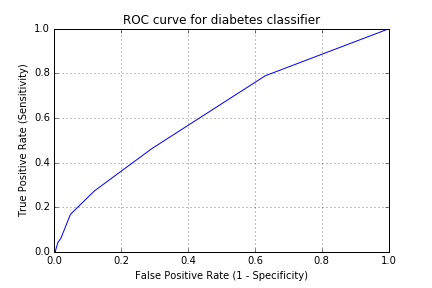 ROC curve for diabetes classifier
True Positive Rate (Sensitivity)
1.0
0.8
0.6
0.4
0.2
0.0
0.0 0.2 0.4 0.6 0.8 1.0
False Positive Rate (1 - Specificity)